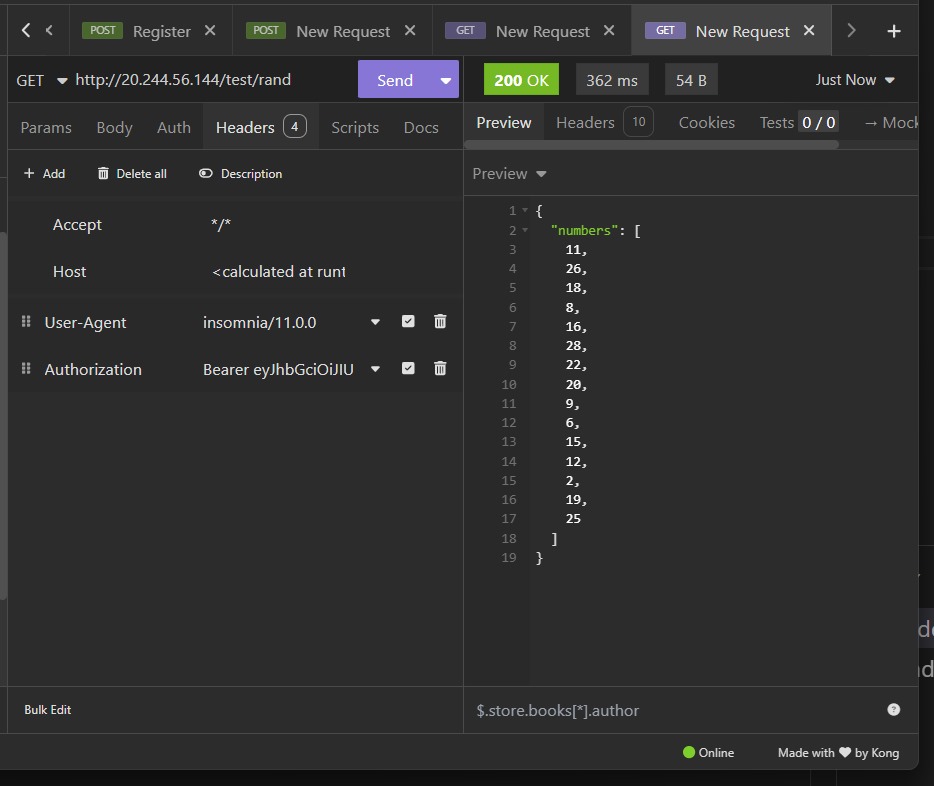 POST Register POST New Request GET New Request GET New Request
GET http://20.244.56.144/test/rand Send
200 OK 362 ms 54 B Just Now
Params Body Auth Headers 4 Scripts Docs
Preview Headers 10 Cookies Tests 0 / 0 → Mock
+ Add Delete all Description
Preview
Accept */*
Host <calculated at runt
User-Agent insomnia/11.0.0
Authorization Bearer eyJhbGciOiJIU
1 {
2 "numbers": [
3 11,
4 26,
5 18,
6 8,
7 16,
8 28,
9 22,
10 20,
11 9,
12 6,
13 15,
14 12,
15 2,
16 19,
17 25
18 ]
19 }
Bulk Edit
$.store.books[*].author
Online Made with ❤ by Kong